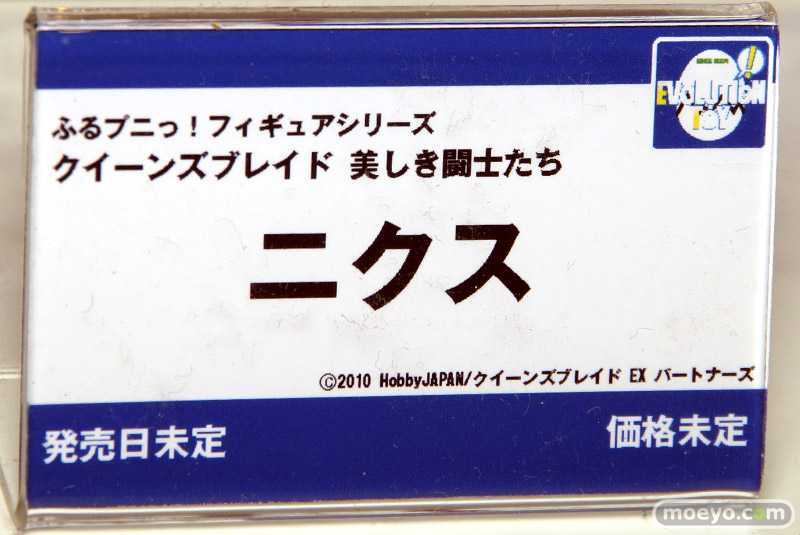 EVOLUTION
TOY
ふるプニっ！フィギュアシリーズ
クイーンズブレイド 美しき闘士たち
ニクス
©2010 HobbyJAPAN/クイーンズブレイド EX パートナーズ
発売日未定
価格未定
moeyo.com